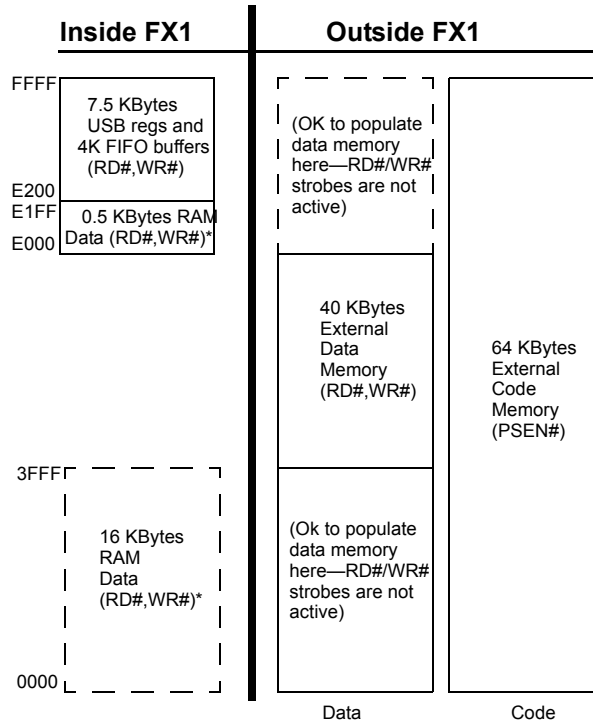 Inside FX1
Outside FX1
FFFF
7.5 KBytes
USB regs and
4K FIFO buffers
(RD#,WR#)
E200
E1FF
0.5 KBytes RAM
Data (RD#,WR#)*
E000
(OK to populate
data memory
here—RD#/WR#
strobes are not
active)
40 KBytes
External
Data
Memory
(RD#,WR#)
64 KBytes
External
Code
Memory
(PSEN#)
3FFF
16 KBytes
RAM
Data
(RD#,WR#)*
(Ok to populate
data memory
here—RD#/WR#
strobes are not
active)
0000
Data
Code